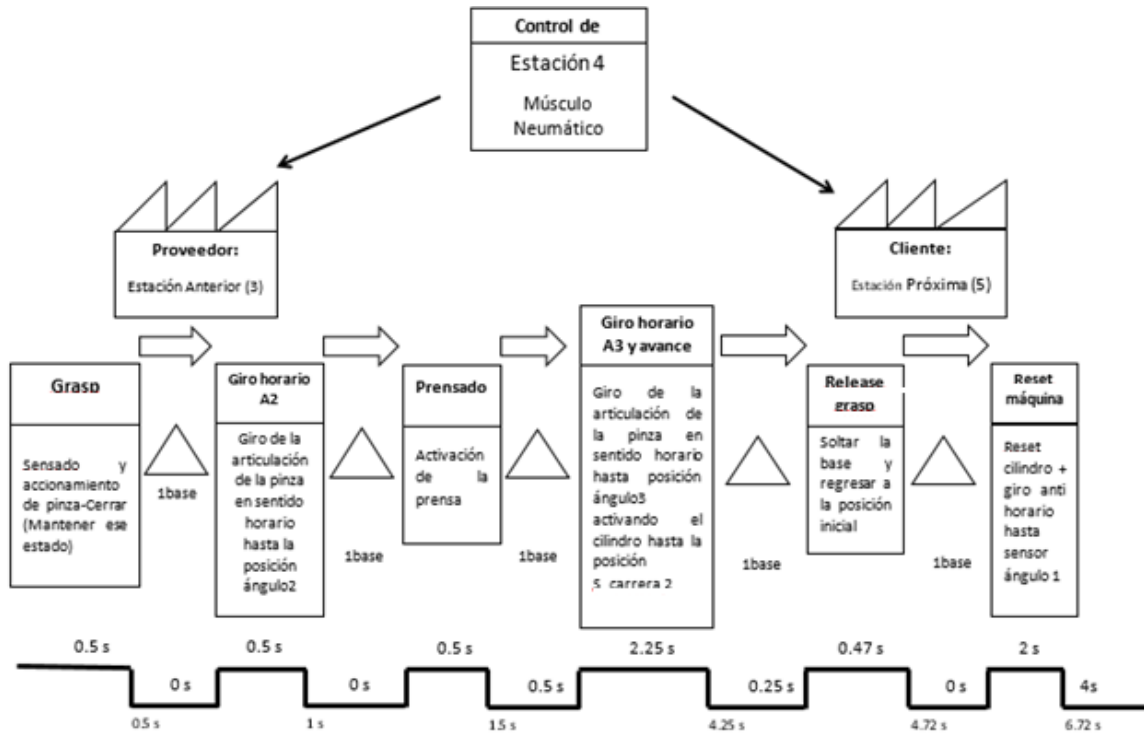 Control de
Estación 4
Músculo
Neumático
Proveedor:
Estación Anterior (3)
Cliente:
Estación Próxima (5)
Grasp
Sensado y
accionamiento
de pinza-Cerrar
(Mantener ese
estado)
1base
Giro horario
A2
Giro de la
articulación
de la pinza
en sentido
horario
hasta la
posición
ángulo2
1base
Prensado
Activación
de la
prensa
1base
Giro horario
A3 y avance
Giro de la
articulación de
la pinza en
sentido horario
hasta posición
ángulo3
activando el
cilindro hasta la
posición
S carrera 2
1base
Release
grasp
Soltar la
base y
regresar a
la posición
inicial
1base
Reset
máquina
Reset
cilindro +
giro anti
horario
hasta
sensor
ángulo 1
0.5 s
0.5 s
0.5 s
2.25 s
0.47 s
2 s
0 s
0 s
0.5 s
0.25 s
0 s
4s
0.5 s
1 s
1.5 s
4.25 s
4.72 s
6.72 s